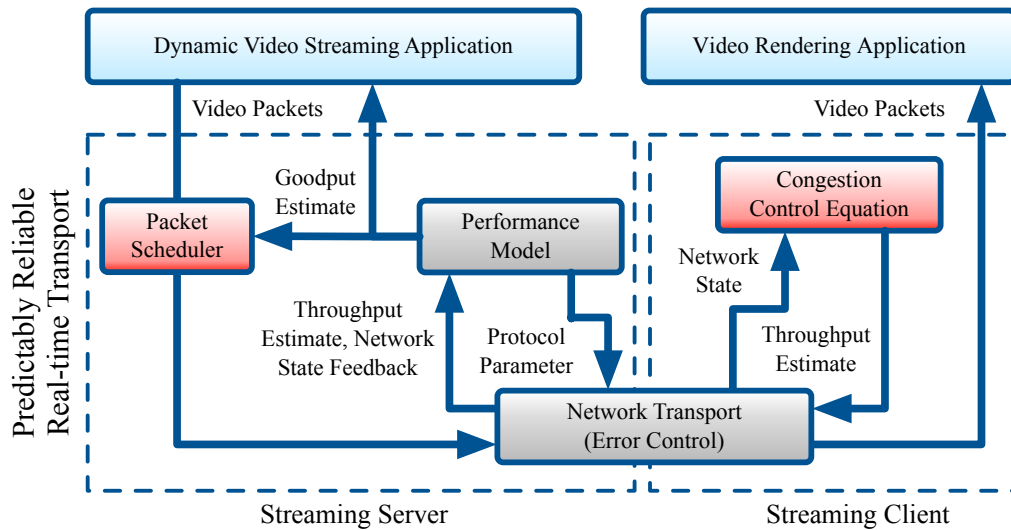 Dynamic Video Streaming Application
Video Rendering Application
Video Packets
Video Packets
Predictably Reliable
Real-time Transport
Goodput
Estimate
Packet
Scheduler
Performance
Model
Congestion
Control Equation
Network
State
Throughput
Estimate, Network
State Feedback
Protocol
Parameter
Throughput
Estimate
Network Transport
(Error Control)
Streaming Server
Streaming Client